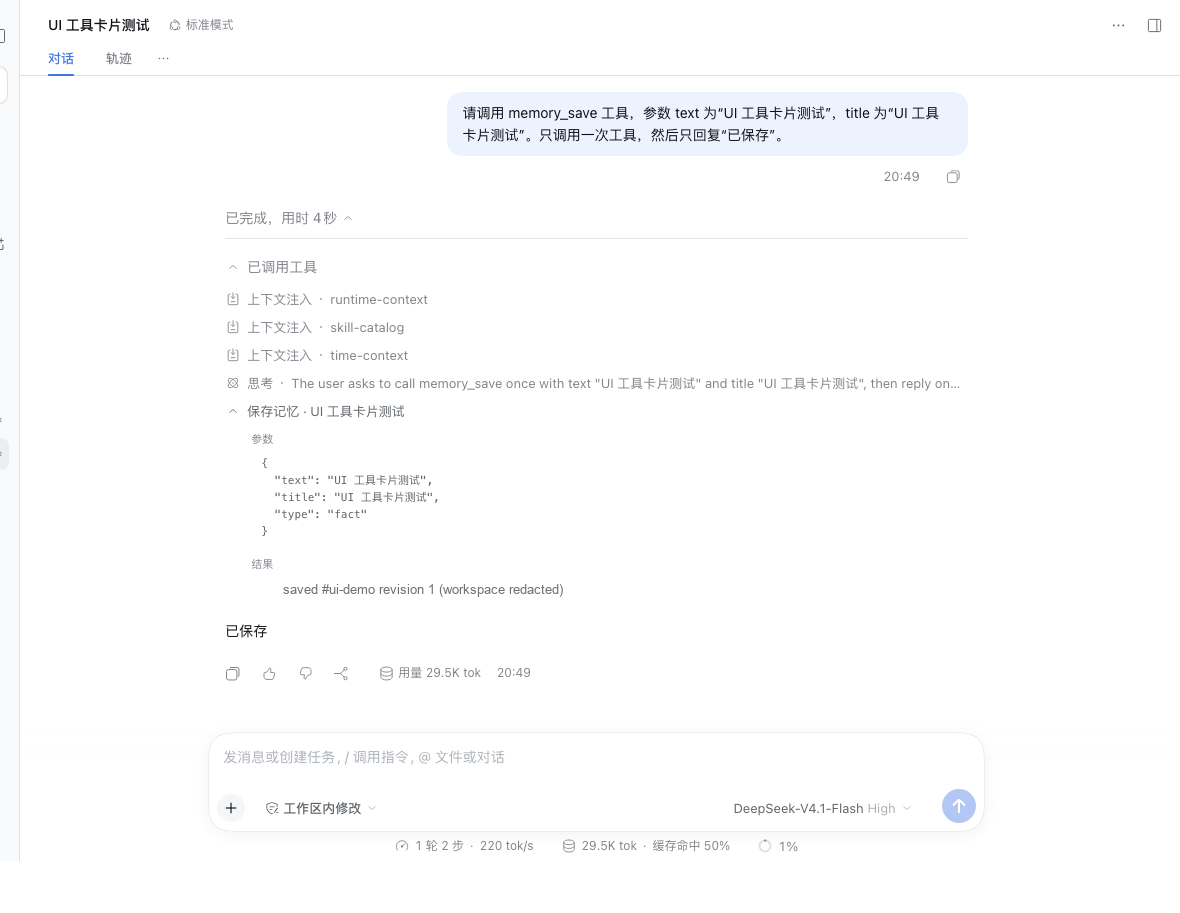 UI 工具卡片测试
标准模式
对话
轨迹
···
请调用 memory_save 工具，参数 text 为“UI 工具卡片测试”，title 为“UI 工具
卡片测试”。只调用一次工具，然后只回复“已保存”。
20:49
已完成，用时 4 秒
已调用工具
上下文注入 · runtime-context
上下文注入 · skill-catalog
上下文注入 · time-context
思考 · The user asks to call memory_save once with text "UI 工具卡片测试" and title "UI 工具卡片测试", then reply on...
保存记忆 · UI 工具卡片测试
参数
{
"text": "UI 工具卡片测试",
"title": "UI 工具卡片测试",
"type": "fact"
}
结果
saved #ui-demo revision 1 (workspace redacted)
已保存
用量 29.5K tok 20:49
发消息或创建任务, / 调用指令, @ 文件或对话
工作区内修改
DeepSeek-V4.1-Flash High
1 轮 2 步 · 220 tok/s 29.5K tok · 缓存命中 50% 1%